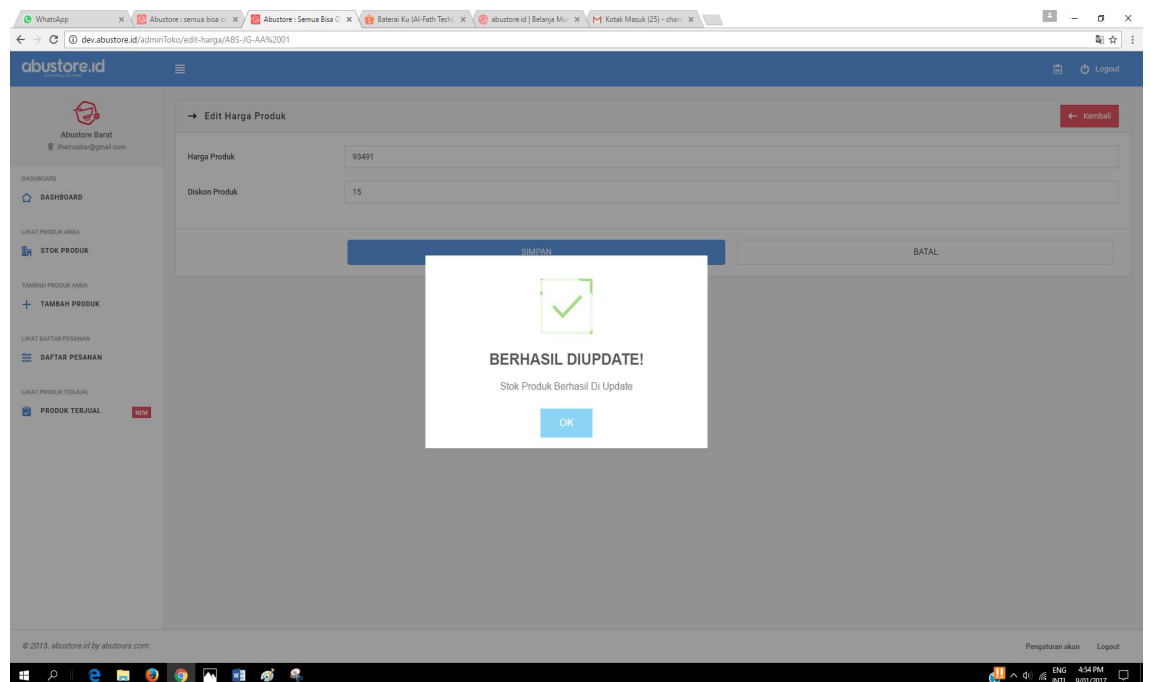 WhatsApp
Abustore : semua bisa o
Abustore : Semua Bisa O
Baterai Ku (Al-Fath Tech)
abustore.id | Belanja Mu
Kotak Masuk (25) - chan
dev.abustore.id/adminToko/edit-harga/ABS-JG-AA%2001
abustore.id
Logout
Abustore Barat
→ Edit Harga Produk
← Kembali
Harga Produk
93491
DASHBOARD
DASHBOARD
Diskon Produk
15
LIHAT PRODUK ANDA
STOK PRODUK
SIMPAN
BATAL
TAMBAH PRODUK ANDA
+ TAMBAH PRODUK
LIHAT DAFTAR PESANAN
DAFTAR PESANAN
LIHAT PRODUK TERJUAL
PRODUK TERJUAL
NEW
BERHASIL DIUPDATE!
Stok Produk Berhasil Di Update
OK
© 2015. abustore.id by abutours.com
Pengaturan akun
Logout
ENG
INTL
4:54 PM
9/01/2017